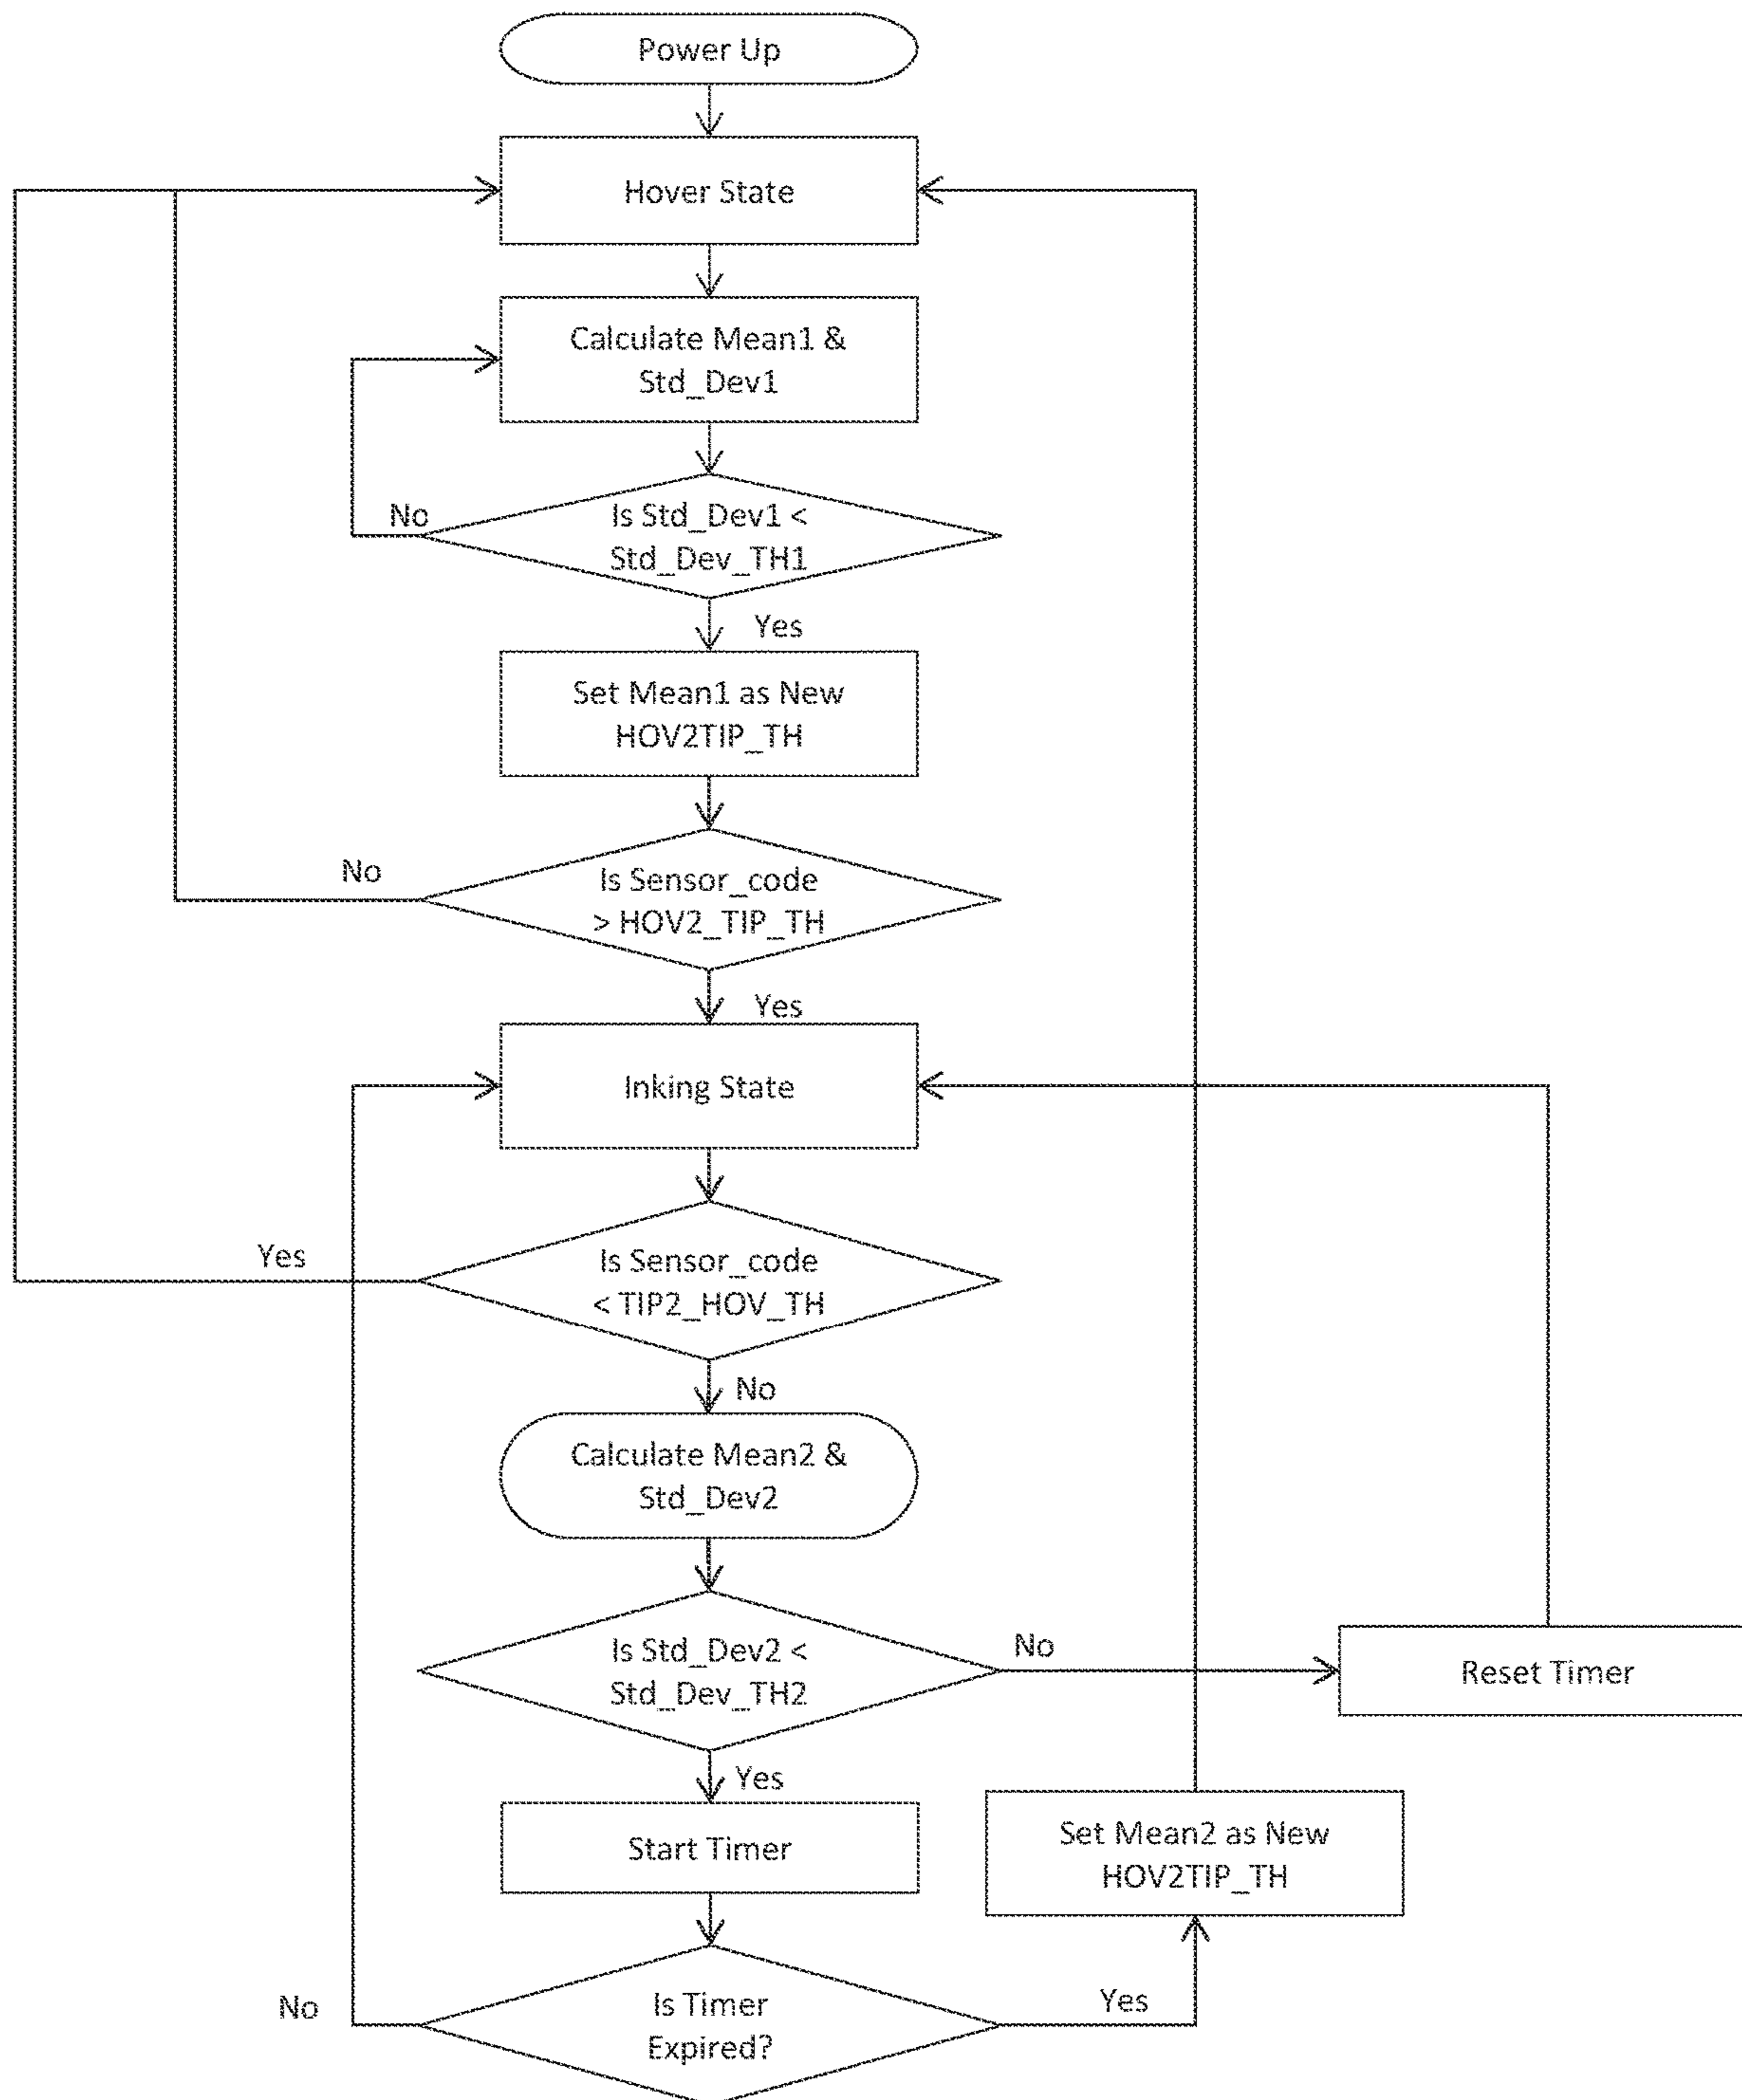 Power Up
Hover State
Calculate Mean1 &
Std_Dev1
No
Is Std_Dev1 <
Std_Dev_TH1
Yes
Set Mean1 as New
HOV2TIP_TH
No
Is Sensor_code
> HOV2_TIP_TH
Yes
Inking State
Yes
Is Sensor_code
< TIP2_HOV_TH
No
Calculate Mean2 &
Std_Dev2
Is Std_Dev2 <
Std_Dev_TH2
No
Reset Timer
Yes
Start Timer
Set Mean2 as New
HOV2TIP_TH
No
Is Timer
Expired?
Yes